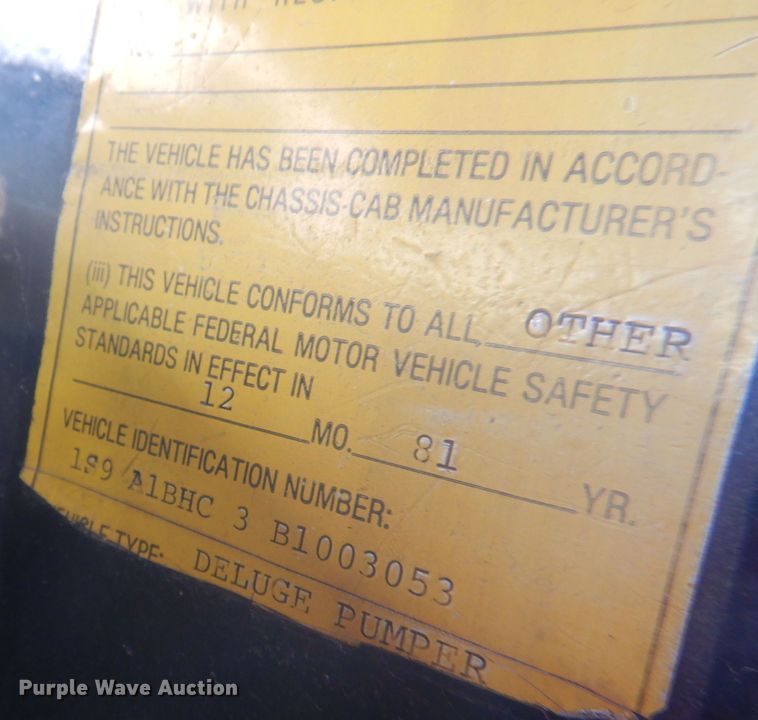 WITH
THE VEHICLE HAS BEEN COMPLETED IN ACCORD-
ANCE WITH THE CHASSIS-CAB MANUFACTURER'S
INSTRUCTIONS.
(iii) THIS VEHICLE CONFORMS TO ALL OTHER
APPLICABLE FEDERAL MOTOR VEHICLE SAFETY
STANDARDS IN EFFECT IN
12 MO. 81 YR.
VEHICLE IDENTIFICATION NUMBER:
1S9 A1BHC 3 B1003053
TYPE: DELUGE PUMPER
Purple Wave Auction